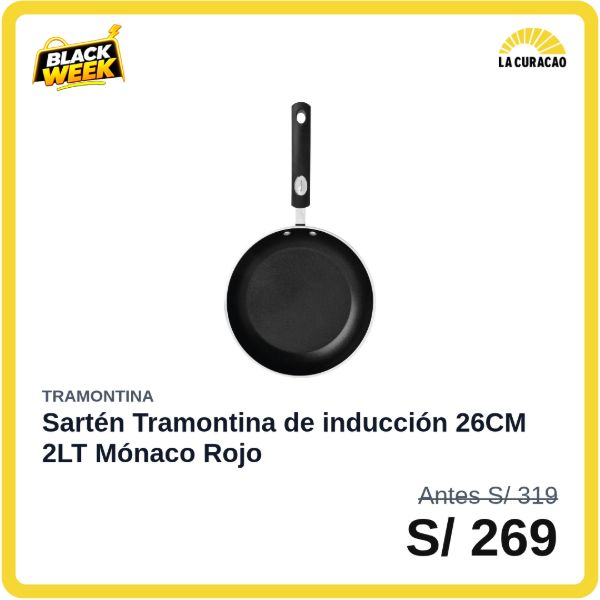 BLACK
WEEK
LA CURACAO
TRAMONTINA
Sartén Tramontina de inducción 26CM
2LT Mónaco Rojo
Antes S/ 319
S/ 269